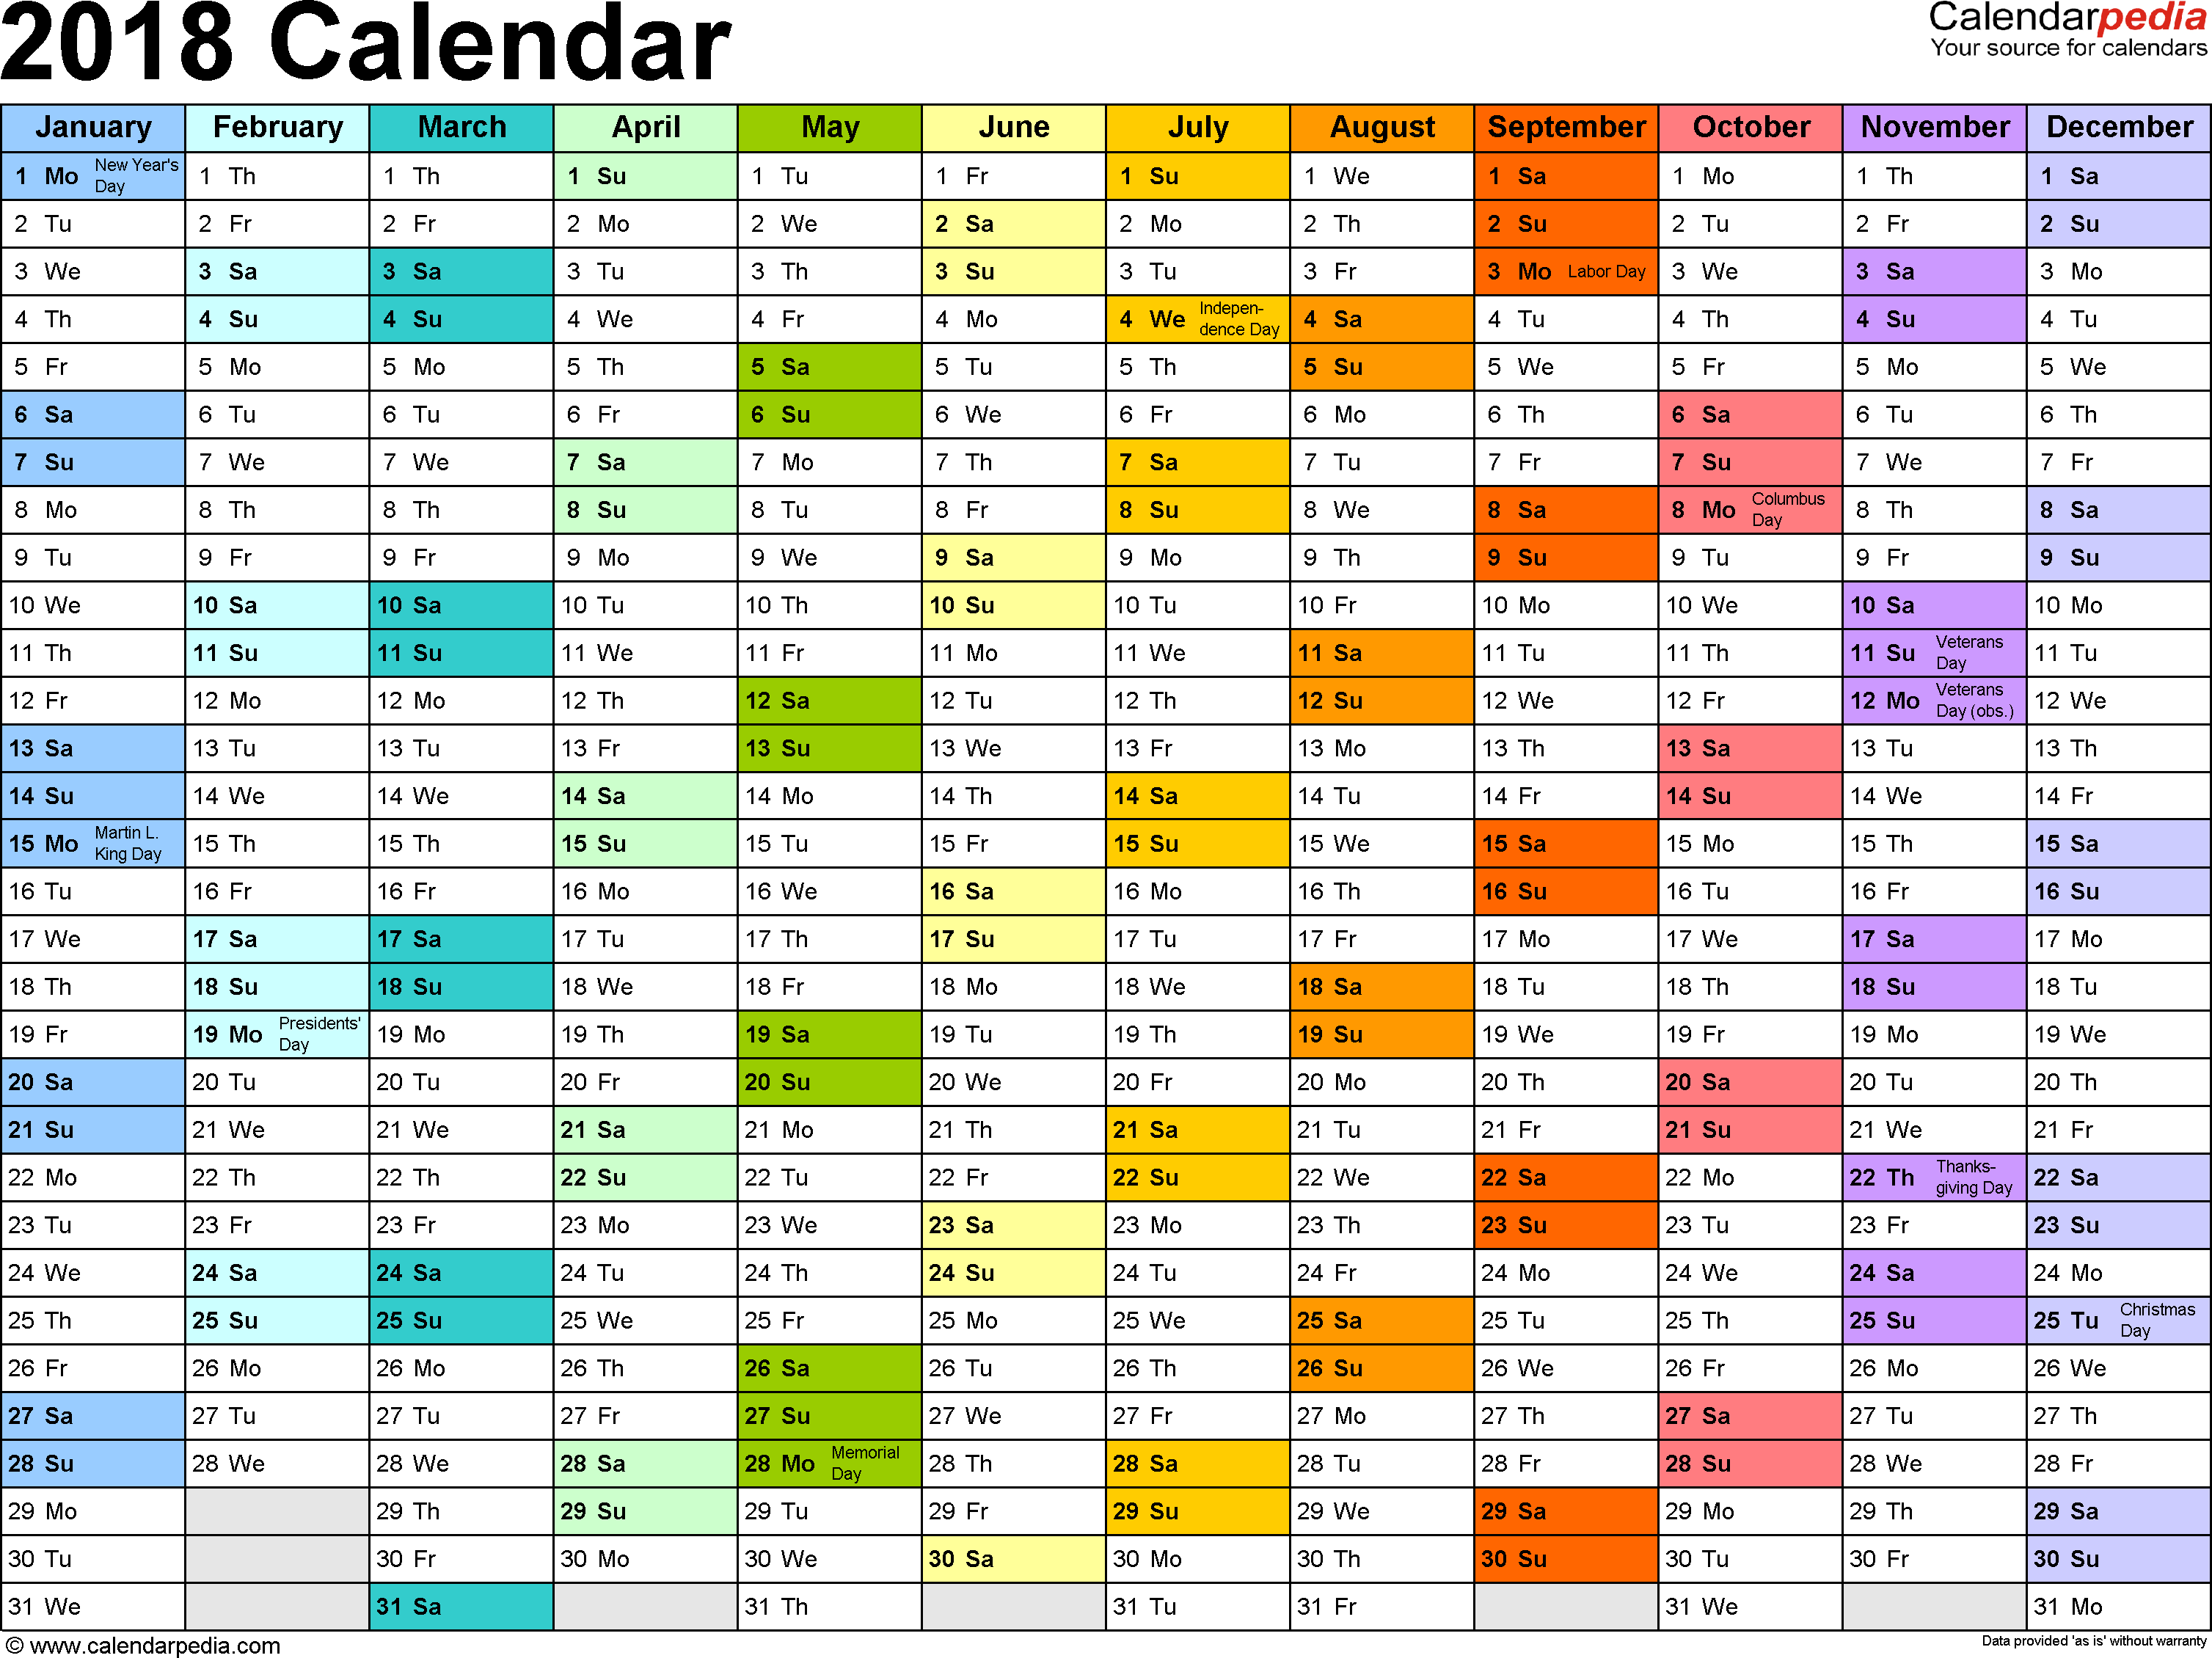 2018 Calendar
Calendarpedia
Your source for calendars
January February March April May June July August September October November December
1 Mo New Year's Day 1 Th 1 Th 1 Su 1 Tu 1 Fr 1 Su 1 We 1 Sa 1 Mo 1 Th 1 Sa
2 Tu 2 Fr 2 Fr 2 Mo 2 We 2 Sa 2 Mo 2 Th 2 Su 2 Tu 2 Fr 2 Su
3 We 3 Sa 3 Sa 3 Tu 3 Th 3 Su 3 Tu 3 Fr 3 Mo Labor Day 3 We 3 Sa 3 Mo
4 Th 4 Su 4 Su 4 We 4 Fr 4 Mo 4 We Indepen-dence Day 4 Sa 4 Tu 4 Th 4 Su 4 Tu
5 Fr 5 Mo 5 Mo 5 Th 5 Sa 5 Tu 5 Th 5 Su 5 We 5 Fr 5 Mo 5 We
6 Sa 6 Tu 6 Tu 6 Fr 6 Su 6 We 6 Fr 6 Mo 6 Th 6 Sa 6 Tu 6 Th
7 Su 7 We 7 We 7 Sa 7 Mo 7 Th 7 Sa 7 Tu 7 Fr 7 Su 7 We 7 Fr
8 Mo 8 Th 8 Th 8 Su 8 Tu 8 Fr 8 Su 8 We 8 Sa 8 Mo Columbus Day 8 Th 8 Sa
9 Tu 9 Fr 9 Fr 9 Mo 9 We 9 Sa 9 Mo 9 Th 9 Su 9 Tu 9 Fr 9 Su
10 We 10 Sa 10 Sa 10 Tu 10 Th 10 Su 10 Tu 10 Fr 10 Mo 10 We 10 Sa 10 Mo
11 Th 11 Su 11 Su 11 We 11 Fr 11 Mo 11 We 11 Sa 11 Tu 11 Th 11 Su Veterans Day 11 Tu
12 Fr 12 Mo 12 Mo 12 Th 12 Sa 12 Tu 12 Th 12 Su 12 We 12 Fr 12 Mo Veterans Day (obs.) 12 We
13 Sa 13 Tu 13 Tu 13 Fr 13 Su 13 We 13 Fr 13 Mo 13 Th 13 Sa 13 Tu 13 Th
14 Su 14 We 14 We 14 Sa 14 Mo 14 Th 14 Sa 14 Tu 14 Fr 14 Su 14 We 14 Fr
15 Mo Martin L. King Day 15 Th 15 Th 15 Su 15 Tu 15 Fr 15 Su 15 We 15 Sa 15 Mo 15 Th 15 Sa
16 Tu 16 Fr 16 Fr 16 Mo 16 We 16 Sa 16 Mo 16 Th 16 Su 16 Tu 16 Fr 16 Su
17 We 17 Sa 17 Sa 17 Tu 17 Th 17 Su 17 Tu 17 Fr 17 Mo 17 We 17 Sa 17 Mo
18 Th 18 Su 18 Su 18 We 18 Fr 18 Mo 18 We 18 Sa 18 Tu 18 Th 18 Su 18 Tu
19 Fr 19 Mo Presidents' Day 19 Mo 19 Th 19 Sa 19 Tu 19 Th 19 Su 19 We 19 Fr 19 Mo 19 We
20 Sa 20 Tu 20 Tu 20 Fr 20 Su 20 We 20 Fr 20 Mo 20 Th 20 Sa 20 Tu 20 Th
21 Su 21 We 21 We 21 Sa 21 Mo 21 Th 21 Sa 21 Tu 21 Fr 21 Su 21 We 21 Fr
22 Mo 22 Th 22 Th 22 Su 22 Tu 22 Fr 22 Su 22 We 22 Sa 22 Mo 22 Th Thanks-giving Day 22 Sa
23 Tu 23 Fr 23 Fr 23 Mo 23 We 23 Sa 23 Mo 23 Th 23 Su 23 Tu 23 Fr 23 Su
24 We 24 Sa 24 Sa 24 Tu 24 Th 24 Su 24 Tu 24 Fr 24 Mo 24 We 24 Sa 24 Mo
25 Th 25 Su 25 Su 25 We 25 Fr 25 Mo 25 We 25 Sa 25 Tu 25 Th 25 Su 25 Tu Christmas Day
26 Fr 26 Mo 26 Mo 26 Th 26 Sa 26 Tu 26 Th 26 Su 26 We 26 Fr 26 Mo 26 We
27 Sa 27 Tu 27 Tu 27 Fr 27 Su 27 We 27 Fr 27 Mo 27 Th 27 Sa 27 Tu 27 Th
28 Su 28 We 28 We 28 Sa 28 Mo Memorial Day 28 Th 28 Sa 28 Tu 28 Fr 28 Su 28 We 28 Fr
29 Mo 29 Th 29 Su 29 Tu 29 Fr 29 Su 29 We 29 Sa 29 Mo 29 Th 29 Sa
30 Tu 30 Fr 30 Mo 30 We 30 Sa 30 Mo 30 Th 30 Su 30 Tu 30 Fr 30 Su
31 We 31 Sa 31 Th 31 Tu 31 Fr 31 We 31 Mo
© www.calendarpedia.com
Data provided 'as is' without warranty